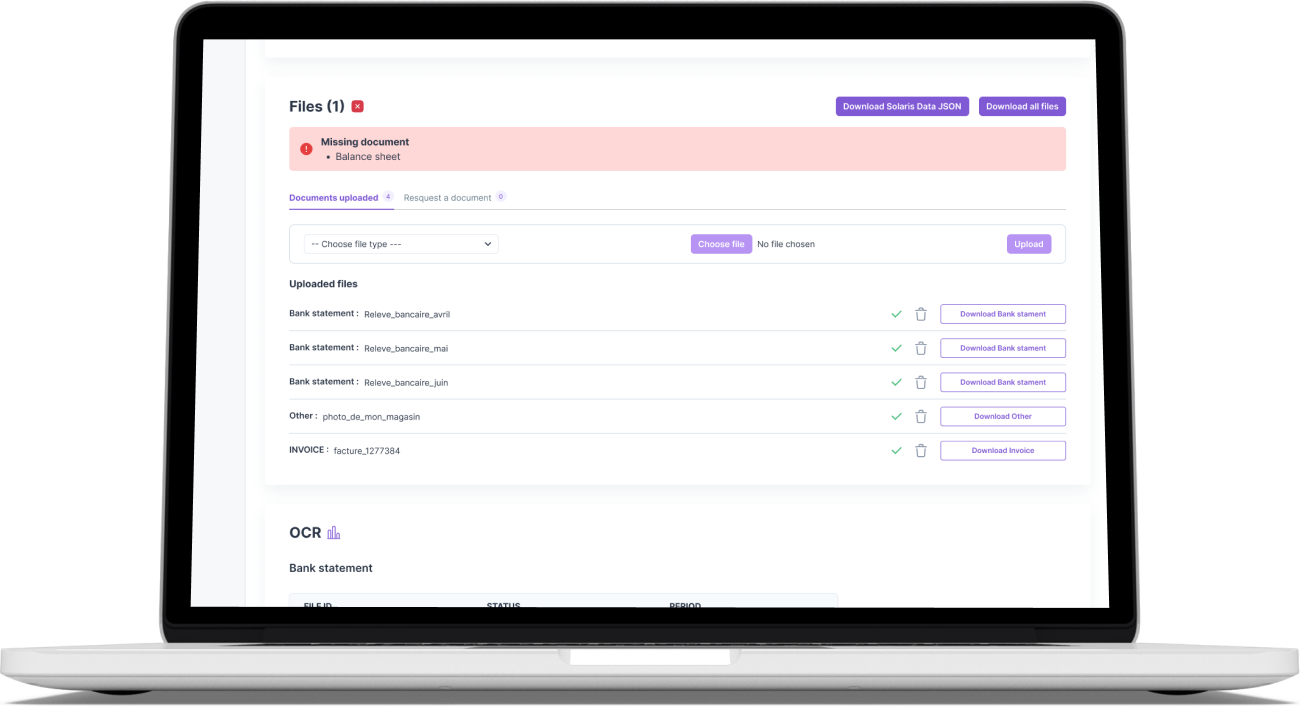 Files (1)
Download Solaris Data JSON
Download all files
Missing document
• Balance sheet
Documents uploaded 4
Resquest a document 0
-- Choose file type ---
Choose file
No file chosen
Upload
Uploaded files
Bank statement : Releve_bancaire_avril
Download Bank stament
Bank statement : Releve_bancaire_mai
Download Bank stament
Bank statement : Releve_bancaire_juin
Download Bank stament
Other : photo_de_mon_magasin
Download Other
INVOICE : facture_1277384
Download Invoice
OCR
Bank statement
FILE ID
STATUS
PERIOD